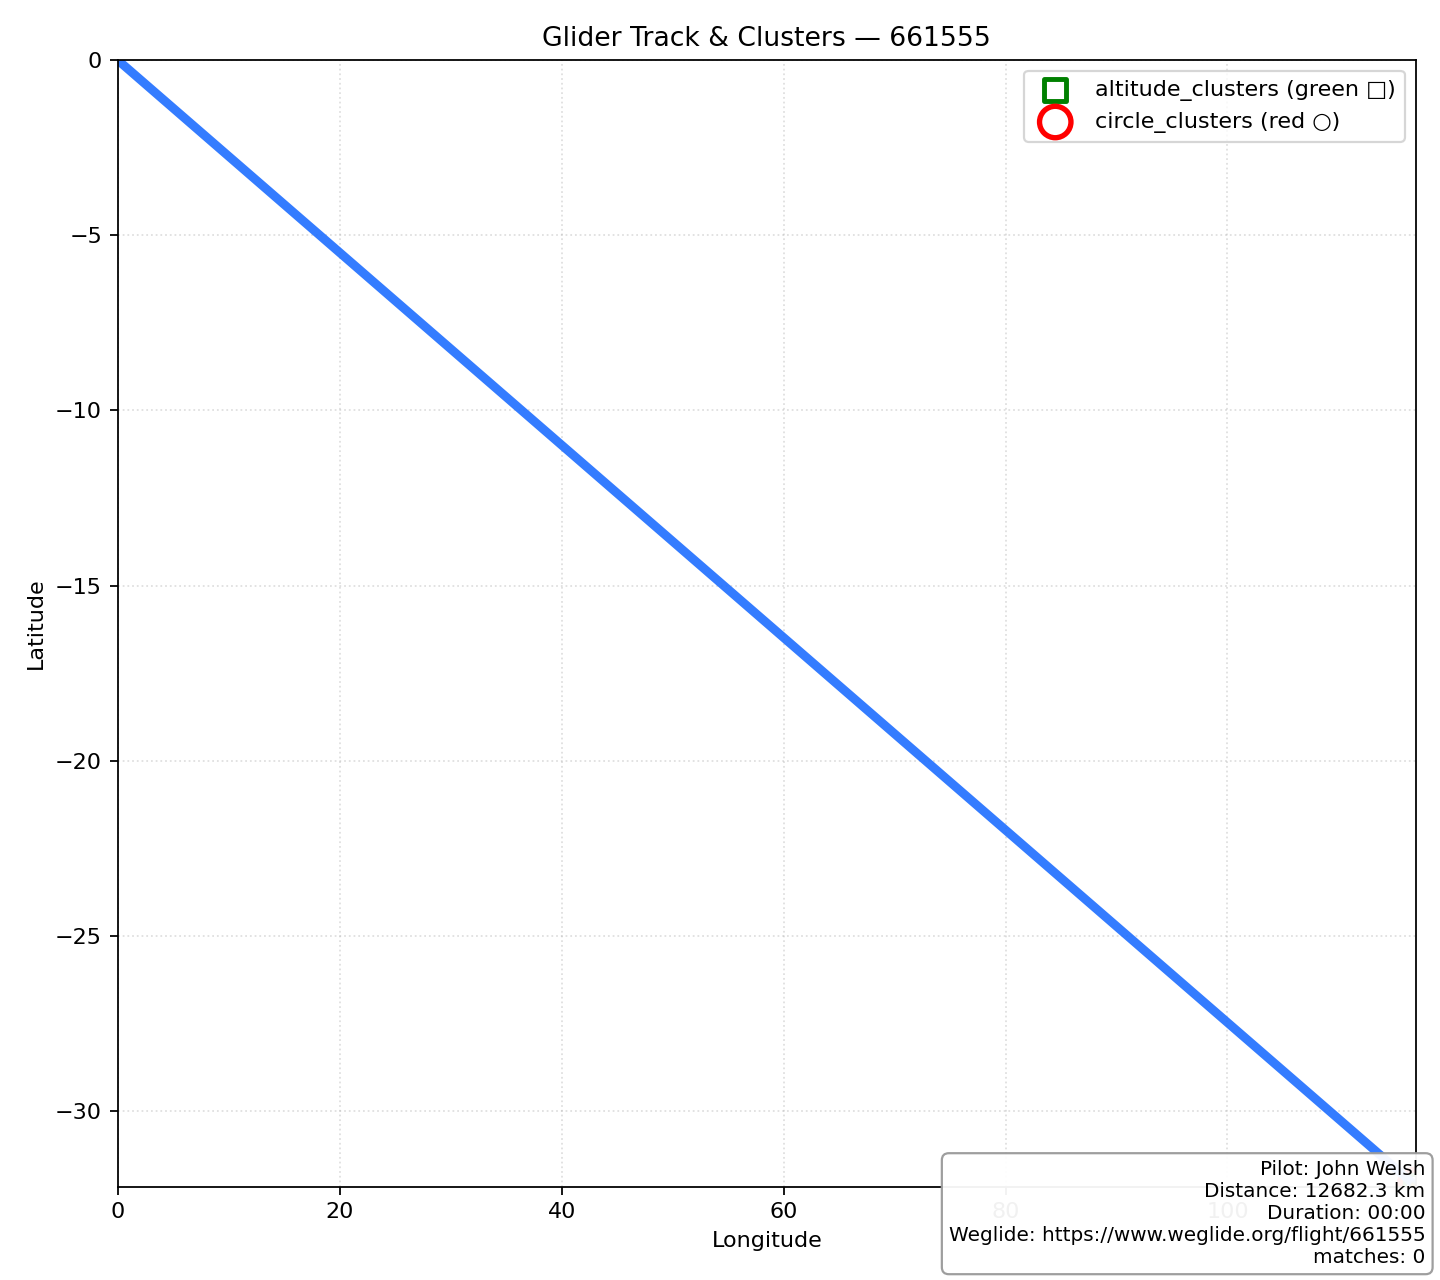 Glider Track & Clusters — 661555
altitude_clusters (green □)
circle_clusters (red ○)
0
−5
−10
−15
−20
−25
−30
Latitude
0
20
40
60
80
100
Longitude
Pilot: John Welsh
Distance: 12682.3 km
Duration: 00:00
Weglide: https://www.weglide.org/flight/661555
matches: 0